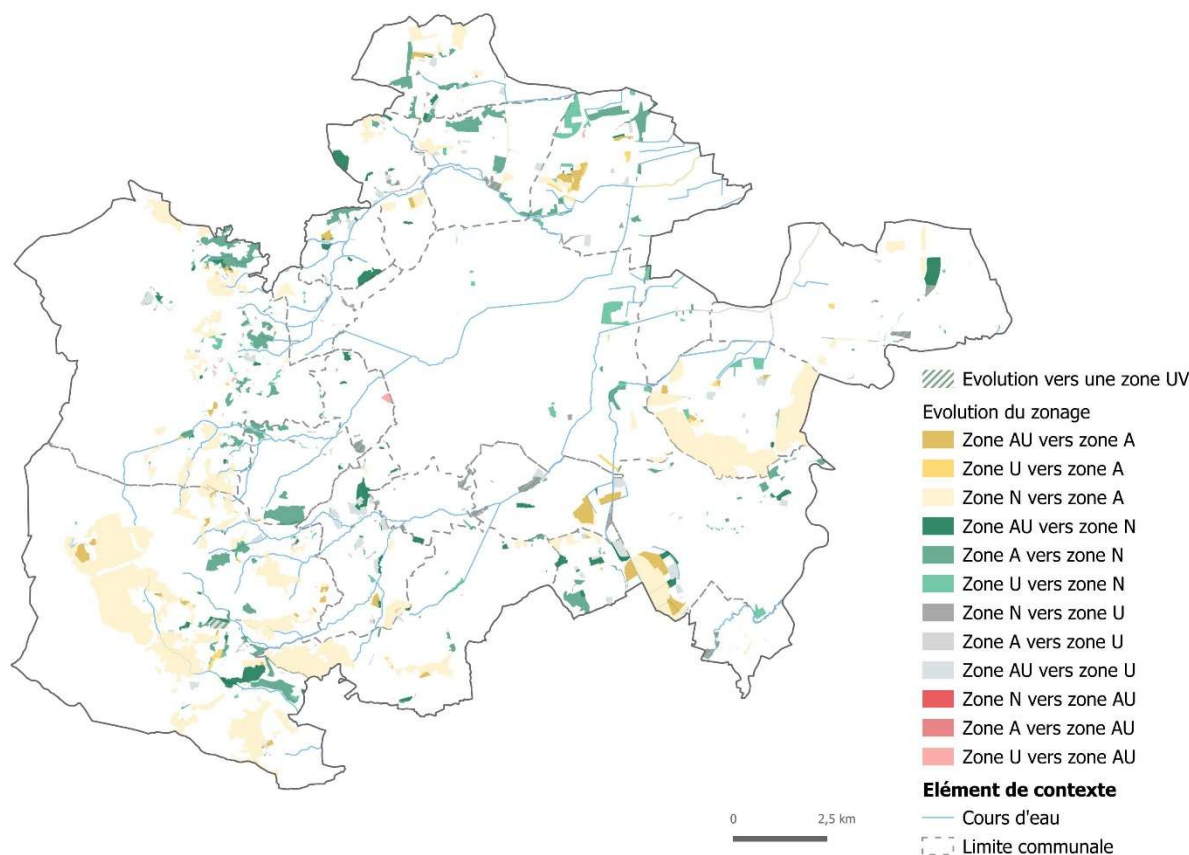 Evolution vers une zone UV
Evolution du zonage
Zone AU vers zone A
Zone U vers zone A
Zone N vers zone A
Zone AU vers zone N
Zone A vers zone N
Zone U vers zone N
Zone N vers zone U
Zone A vers zone U
Zone AU vers zone U
Zone N vers zone AU
Zone A vers zone AU
Zone U vers zone AU
Elément de contexte
Cours d'eau
Limite communale
0 2,5 km